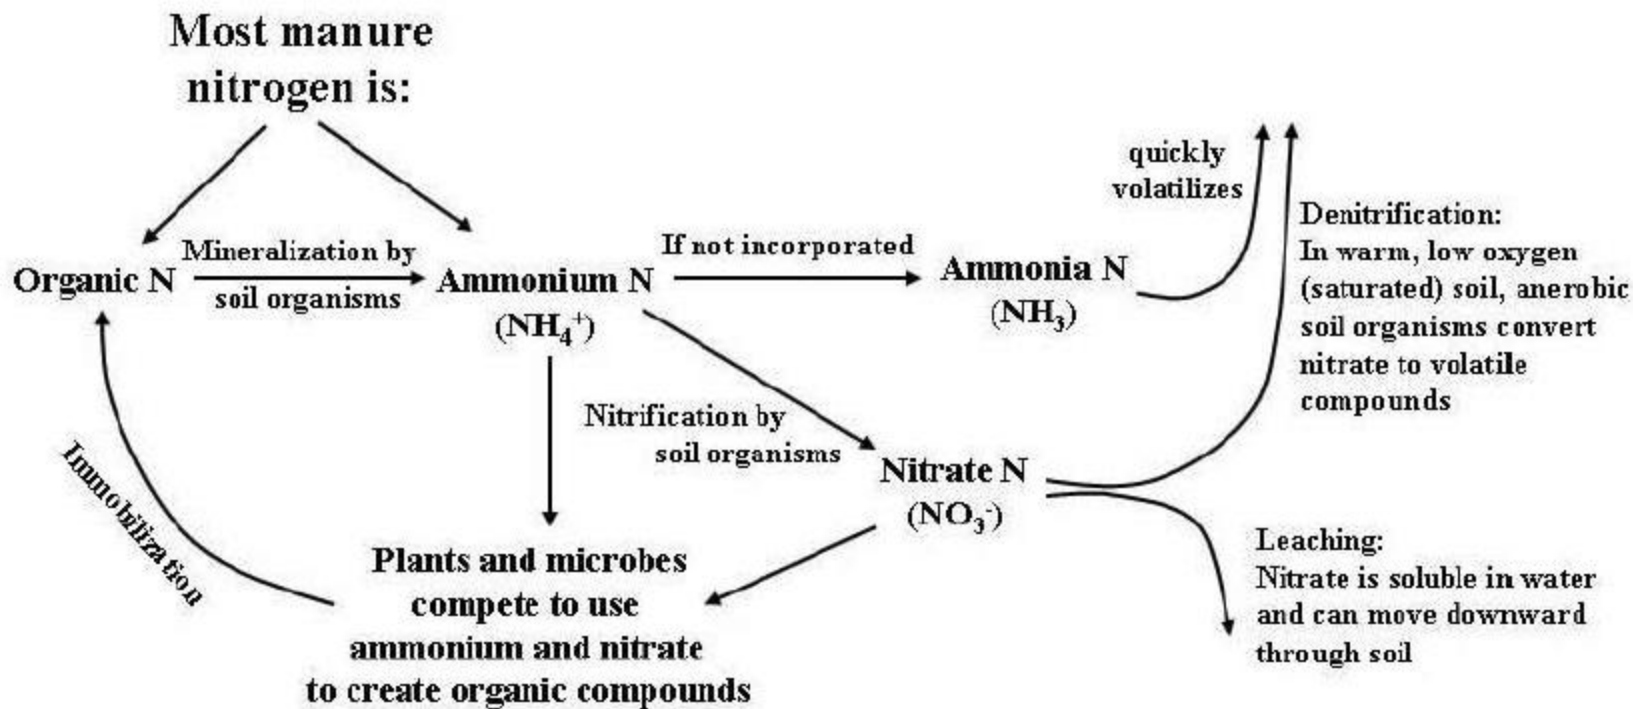 Most manure
nitrogen is:
quickly
volatilizes
Denitrification:
In warm, low oxygen
(saturated) soil, anerobic
soil organisms convert
nitrate to volatile
compounds
Organic N
Mineralization by
soil organisms
Ammonium N
(NH₄⁺)
If not incorporated
Ammonia N
(NH₃)
Nitrification by
soil organisms
Nitrate N
(NO₃⁻)
Immobilization
Plants and microbes
compete to use
ammonium and nitrate
to create organic compounds
Leaching:
Nitrate is soluble in water
and can move downward
through soil